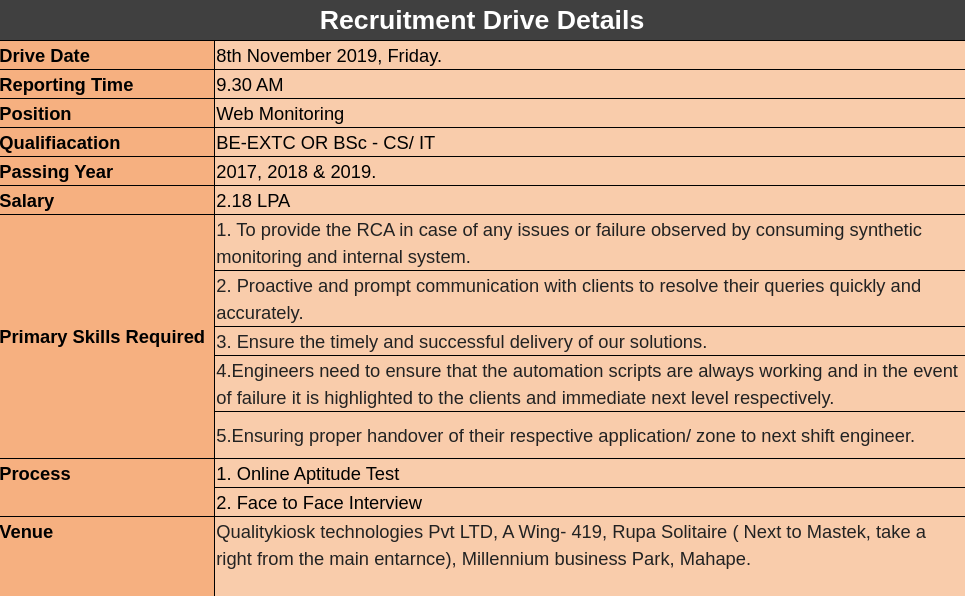 Recruitment Drive Details
Drive Date 8th November 2019, Friday.
Reporting Time 9.30 AM
Position Web Monitoring
Qualifiacation BE-EXTC OR BSc - CS/ IT
Passing Year 2017, 2018 & 2019.
Salary 2.18 LPA
Primary Skills Required
1. To provide the RCA in case of any issues or failure observed by consuming synthetic
monitoring and internal system.
2. Proactive and prompt communication with clients to resolve their queries quickly and
accurately.
3. Ensure the timely and successful delivery of our solutions.
4.Engineers need to ensure that the automation scripts are always working and in the event
of failure it is highlighted to the clients and immediate next level respectively.
5.Ensuring proper handover of their respective application/ zone to next shift engineer.
Process 1. Online Aptitude Test
2. Face to Face Interview
Venue Qualitykiosk technologies Pvt LTD, A Wing- 419, Rupa Solitaire ( Next to Mastek, take a
right from the main entarnce), Millennium business Park, Mahape.